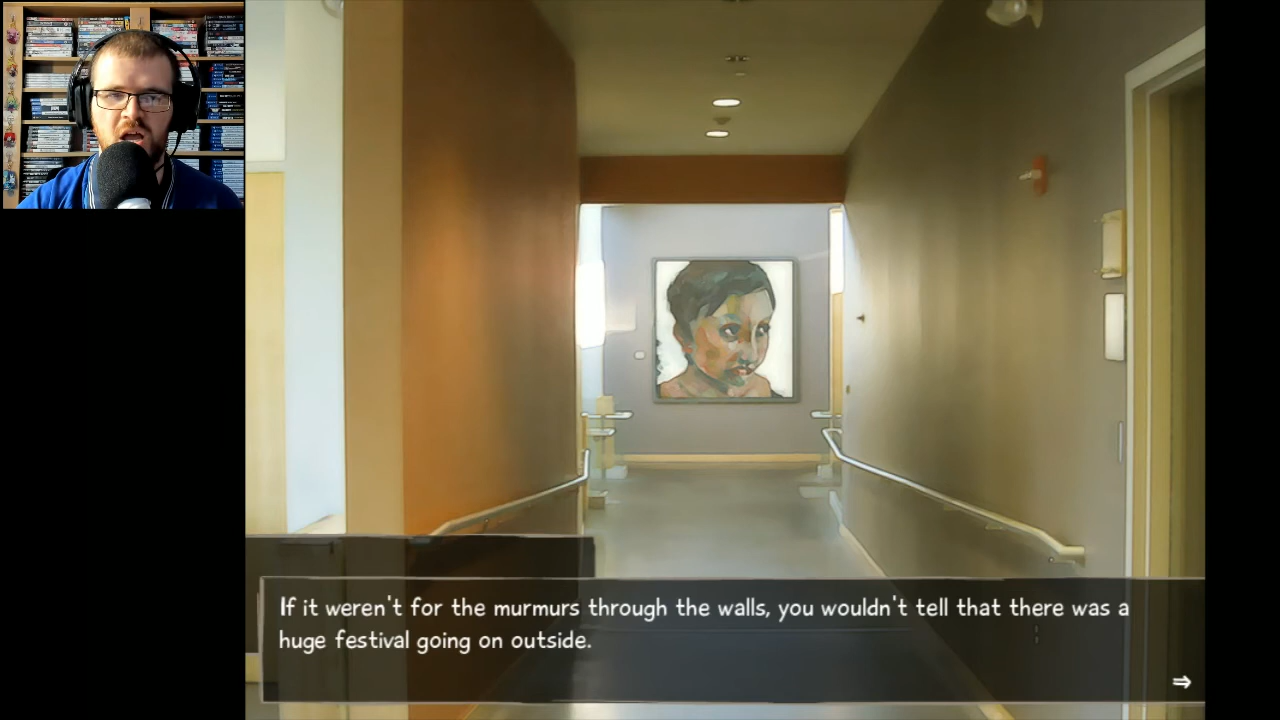 If it weren't for the murmurs through the walls, you wouldn't tell that there was a
huge festival going on outside.